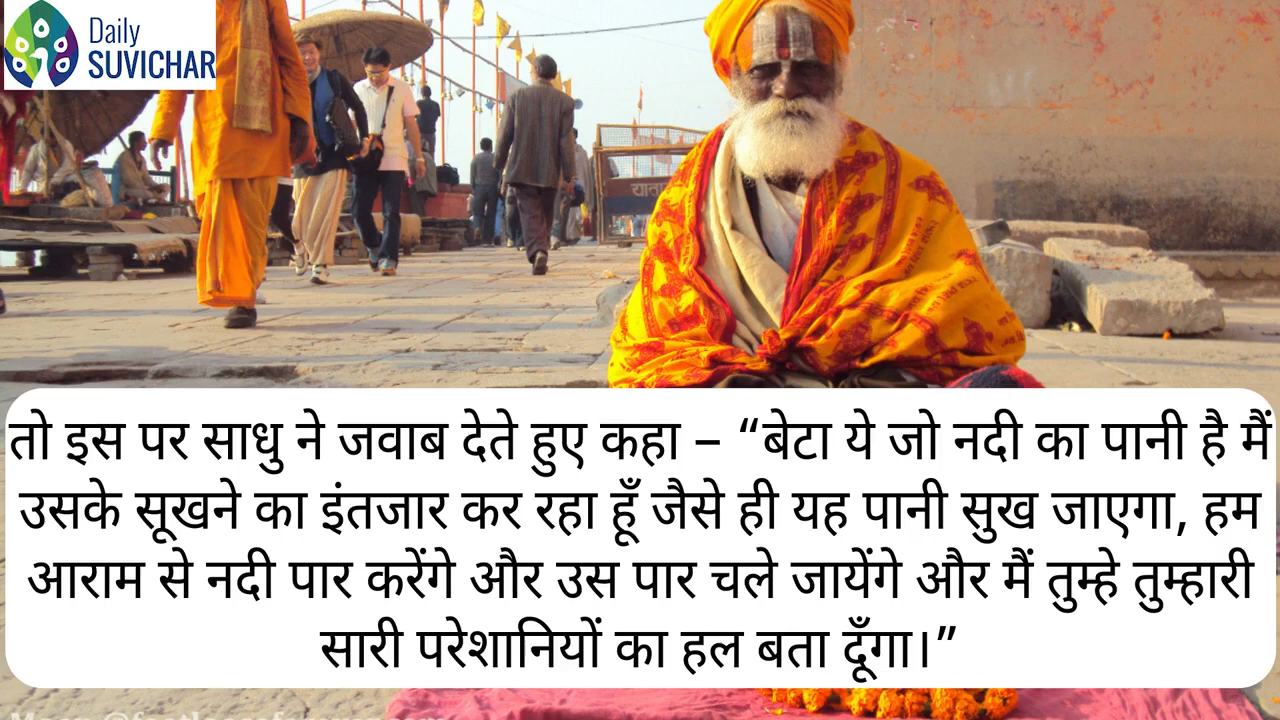 Daily
SUVICHAR
याता
तो इस पर साधु ने जवाब देते हुए कहा – “बेटा ये जो नदी का पानी है मैं
उसके सूखने का इंतजार कर रहा हूँ जैसे ही यह पानी सुख जाएगा, हम
आराम से नदी पार करेंगे और उस पार चले जायेंगे और मैं तुम्हे तुम्हारी
सारी परेशानियों का हल बता दूँगा।”